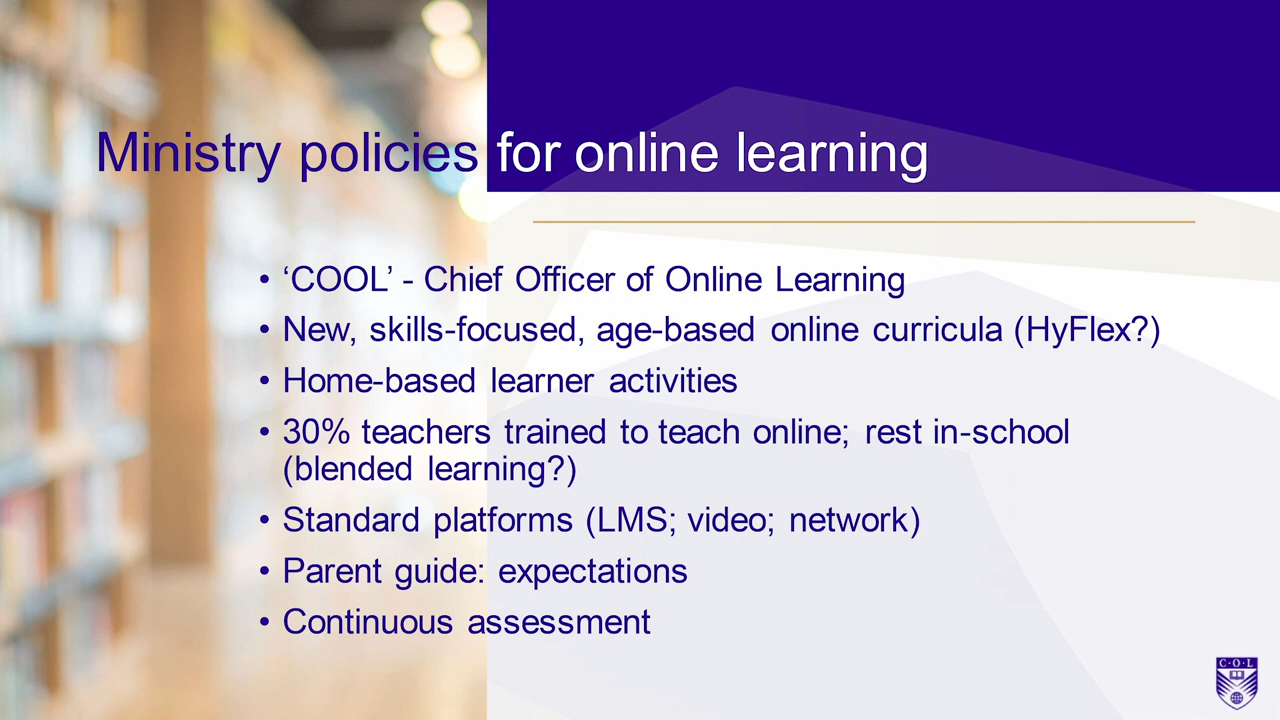 Ministry policies for online learning
• ‘COOL’ - Chief Officer of Online Learning
• New, skills-focused, age-based online curricula (HyFlex?)
• Home-based learner activities
• 30% teachers trained to teach online; rest in-school
(blended learning?)
• Standard platforms (LMS; video; network)
• Parent guide: expectations
• Continuous assessment
C·O·L